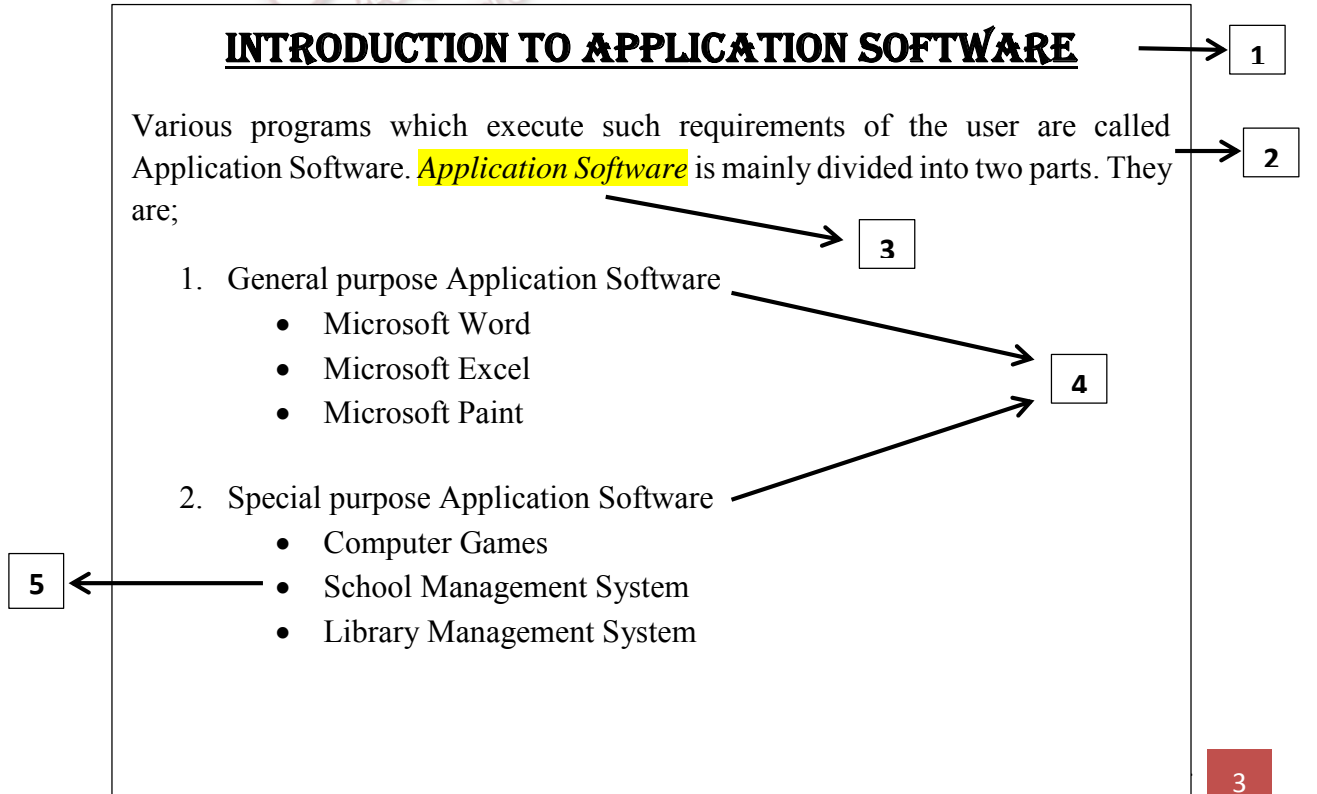 INTRODUCTION TO APPLICATION SOFTWARE
1
Various programs which execute such requirements of the user are called
2
Application Software. Application Software is mainly divided into two parts. They
are;
3
1. General purpose Application Software
• Microsoft Word
• Microsoft Excel
4
• Microsoft Paint
2. Special purpose Application Software
• Computer Games
5
• School Management System
• Library Management System
3